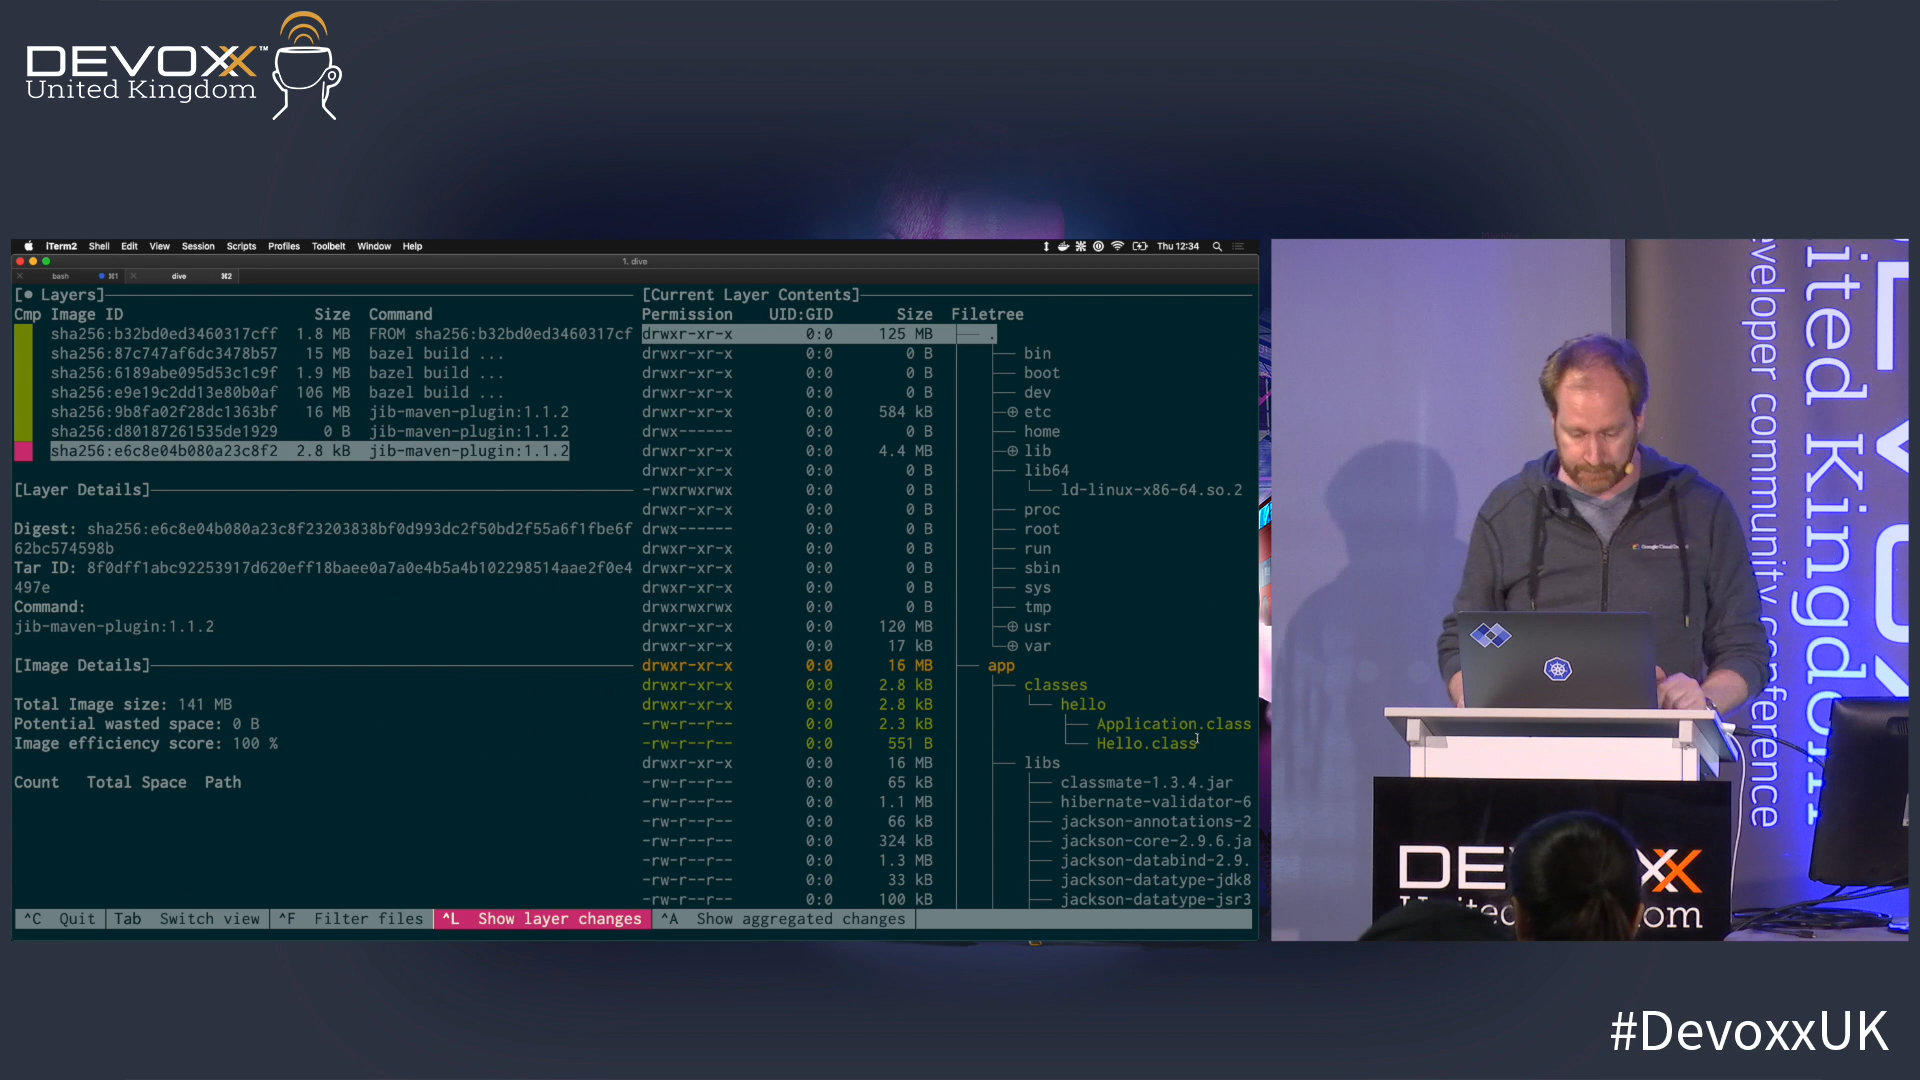 DEVOXX™
United Kingdom
iTerm2 Shell Edit View Session Scripts Profiles Toolbelt Window Help
Thu 12:34
1. dive
bash ⌘1 dive ⌘2
[● Layers]
Cmp Image ID Size Command
sha256:b32bd0ed3460317cff 1.8 MB FROM sha256:b32bd0ed3460317cf
sha256:87c747af6dc3478b57 15 MB bazel build ...
sha256:6189abe095d53c1c9f 1.9 MB bazel build ...
sha256:e9e19c2dd13e80b0af 106 MB bazel build ...
sha256:9b8fa02f28dc1363bf 16 MB jib-maven-plugin:1.1.2
sha256:d80187261535de1929 0 B jib-maven-plugin:1.1.2
sha256:e6c8e04b080a23c8f2 2.8 kB jib-maven-plugin:1.1.2
[Layer Details]
Digest: sha256:e6c8e04b080a23c8f23203838bf0d993dc2f50bd2f55a6f1fbe6f
62bc574598b
Tar ID: 8f0dff1abc92253917d620eff18baee0a7a0e4b5a4b102298514aae2f0e4
497e
Command:
jib-maven-plugin:1.1.2
[Image Details]
Total Image size: 141 MB
Potential wasted space: 0 B
Image efficiency score: 100 %
Count Total Space Path
[Current Layer Contents]
Permission UID:GID Size Filetree
drwxr-xr-x 0:0 125 MB .
drwxr-xr-x 0:0 0 B bin
drwxr-xr-x 0:0 0 B boot
drwxr-xr-x 0:0 0 B dev
drwxr-xr-x 0:0 584 kB ⊕ etc
drwx------ 0:0 0 B home
drwxr-xr-x 0:0 4.4 MB ⊕ lib
drwxr-xr-x 0:0 0 B lib64
-rwxrwxrwx 0:0 0 B ld-linux-x86-64.so.2
drwxr-xr-x 0:0 0 B proc
drwx------ 0:0 0 B root
drwxr-xr-x 0:0 0 B run
drwxr-xr-x 0:0 0 B sbin
drwxr-xr-x 0:0 0 B sys
drwxrwxrwx 0:0 0 B tmp
drwxr-xr-x 0:0 120 MB ⊕ usr
drwxr-xr-x 0:0 17 kB ⊕ var
drwxr-xr-x 0:0 16 MB app
drwxr-xr-x 0:0 2.8 kB classes
drwxr-xr-x 0:0 2.8 kB hello
-rw-r--r-- 0:0 2.3 kB Application.class
-rw-r--r-- 0:0 551 B Hello.class
drwxr-xr-x 0:0 16 MB libs
-rw-r--r-- 0:0 65 kB classmate-1.3.4.jar
-rw-r--r-- 0:0 1.1 MB hibernate-validator-6
-rw-r--r-- 0:0 66 kB jackson-annotations-2
-rw-r--r-- 0:0 324 kB jackson-core-2.9.6.ja
-rw-r--r-- 0:0 1.3 MB jackson-databind-2.9.
-rw-r--r-- 0:0 33 kB jackson-datatype-jdk8
-rw-r--r-- 0:0 100 kB jackson-datatype-jsr3
^C Quit Tab Switch view ^F Filter files ^L Show layer changes ^A Show aggregated changes
ited Kingdom
eveloper community conference
#DevoxxUK